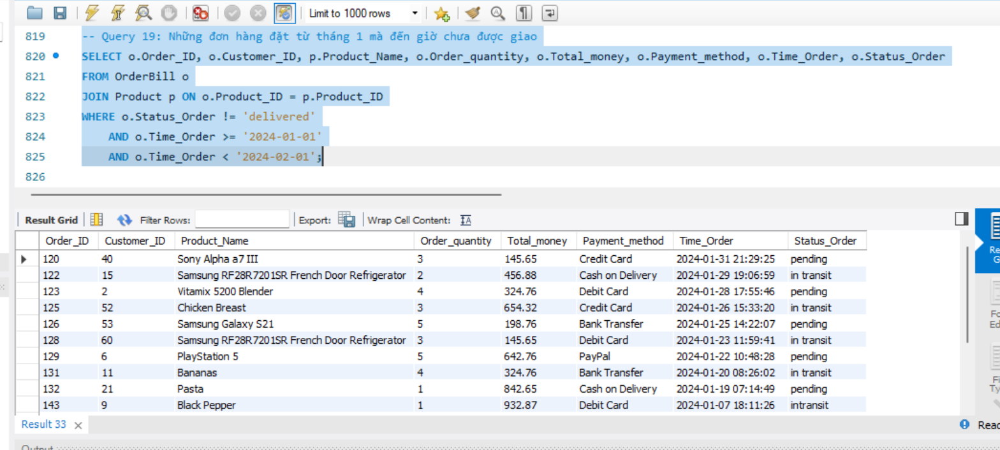 Limit to 1000 rows
819 -- Query 19: Những đơn hàng đặt từ tháng 1 mà đến giờ chưa được giao
820 SELECT o.Order_ID, o.Customer_ID, p.Product_Name, o.Order_quantity, o.Total_money, o.Payment_method, o.Time_Order, o.Status_Order
821 FROM OrderBill o
822 JOIN Product p ON o.Product_ID = p.Product_ID
823 WHERE o.Status_Order != 'delivered'
824 AND o.Time_Order >= '2024-01-01'
825 AND o.Time_Order < '2024-02-01';
826
Result Grid Filter Rows: Export: Wrap Cell Content: IA
Order_ID Customer_ID Product_Name Order_quantity Total_money Payment_method Time_Order Status_Order
120 40 Sony Alpha a7 III 3 145.65 Credit Card 2024-01-31 21:29:25 pending
122 15 Samsung RF28R7201SR French Door Refrigerator 2 456.88 Cash on Delivery 2024-01-29 19:06:59 in transit
123 2 Vitamix 5200 Blender 4 324.76 Debit Card 2024-01-28 17:55:46 pending
125 52 Chicken Breast 3 654.32 Credit Card 2024-01-26 15:33:20 in transit
126 53 Samsung Galaxy S21 5 198.76 Bank Transfer 2024-01-25 14:22:07 pending
128 60 Samsung RF28R7201SR French Door Refrigerator 3 145.65 Debit Card 2024-01-23 11:59:41 in transit
129 6 PlayStation 5 5 642.76 PayPal 2024-01-22 10:48:28 pending
131 11 Bananas 4 324.76 Bank Transfer 2024-01-20 08:26:02 in transit
132 21 Pasta 1 842.65 Cash on Delivery 2024-01-19 07:14:49 pending
143 9 Black Pepper 1 932.87 Debit Card 2024-01-07 18:11:26 intransit
Result 33
Output